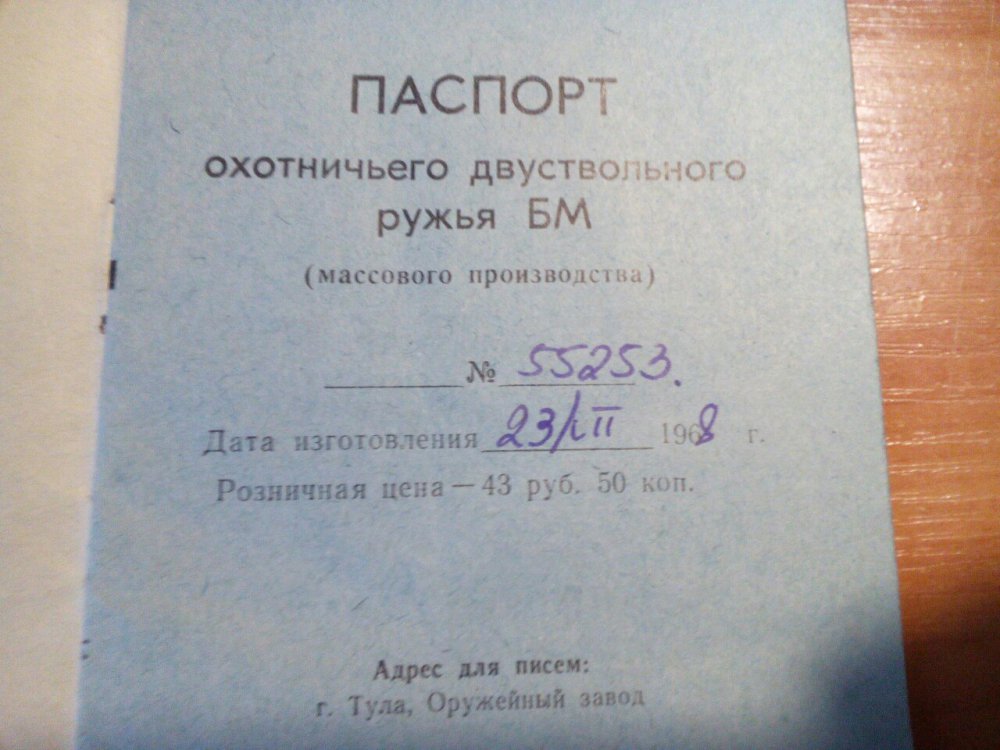 ПАСПОРТ
охотничьего двуствольного
ружья БМ
(массового производства)
№ 55253.
Дата изготовления 23/ɩII 1968 г.
Розничная цена — 43 руб. 50 коп.
Адрес для писем:
г. Тула, Оружейный завод